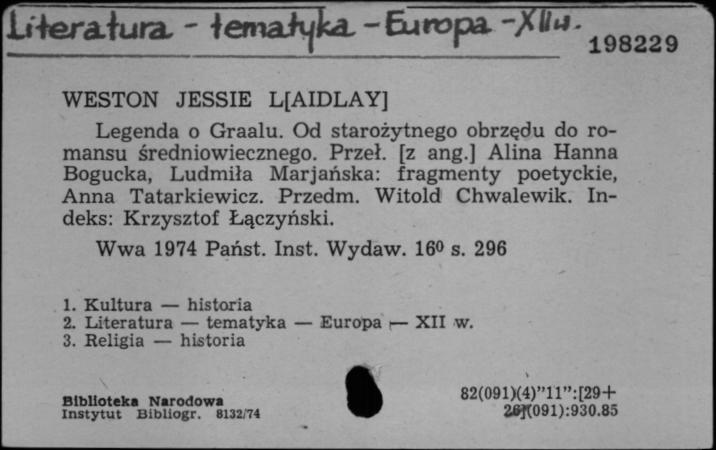 Literatura - tematyka - Europa - XII w.
198229
WESTON JESSIE L[AIDLAY]
Legenda o Graalu. Od starożytnego obrzędu do ro-
mansu średniowiecznego. Przeł. [z ang.] Alina Hanna
Bogucka, Ludmiła Marjańska: fragmenty poetyckie,
Anna Tatarkiewicz. Przedm. Witold Chwalewik. In-
deks: Krzysztof Łączyński.
Wwa 1974 Państ. Inst. Wydaw. 16⁰ s. 296
1. Kultura — historia
2. Literatura — tematyka — Europa — XII w.
3. Religia — historia
82(091)(4)”11”:[29+
26](091):930.85
Biblioteka Narodowa
Instytut Bibliogr. 8132/74